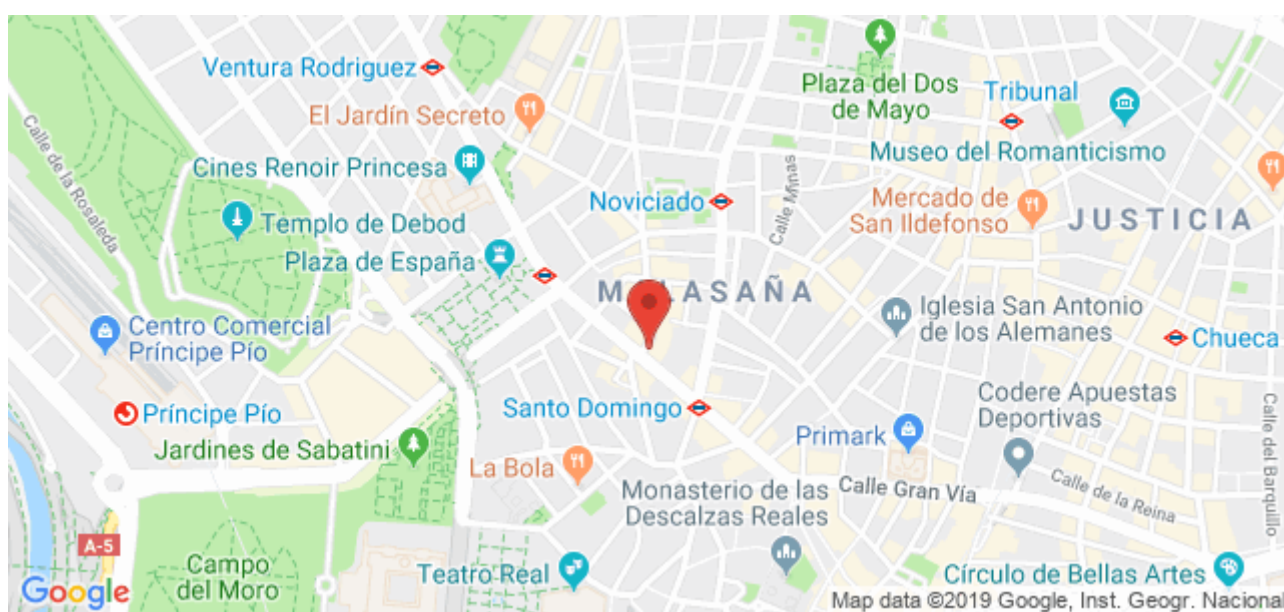 Ventura Rodriguez
El Jardín Secreto
Cines Renoir Princesa
Calle de la Rosaleda
Templo de Debod
Plaza de España
Centro Comercial
Príncipe Pío
Príncipe Pío
Jardines de Sabatini
A-5
Campo
del Moro
Google
Plaza del Dos
de Mayo
Tribunal
Museo del Romanticismo
Noviciado
Calle Minas
Mercado de
San Ildefonso
JUSTICIA
M LASAÑA
Iglesia San Antonio
de los Alemanes
Chueca
Santo Domingo
Codere Apuestas
Deportivas
Primark
La Bola
Monasterio de las
Descalzas Reales
Calle Gran Vía
Calle de la Reina
Calle del Barquillo
Teatro Real
Círculo de Bellas Artes
Map data ©2019 Google, Inst. Geogr. Naciona